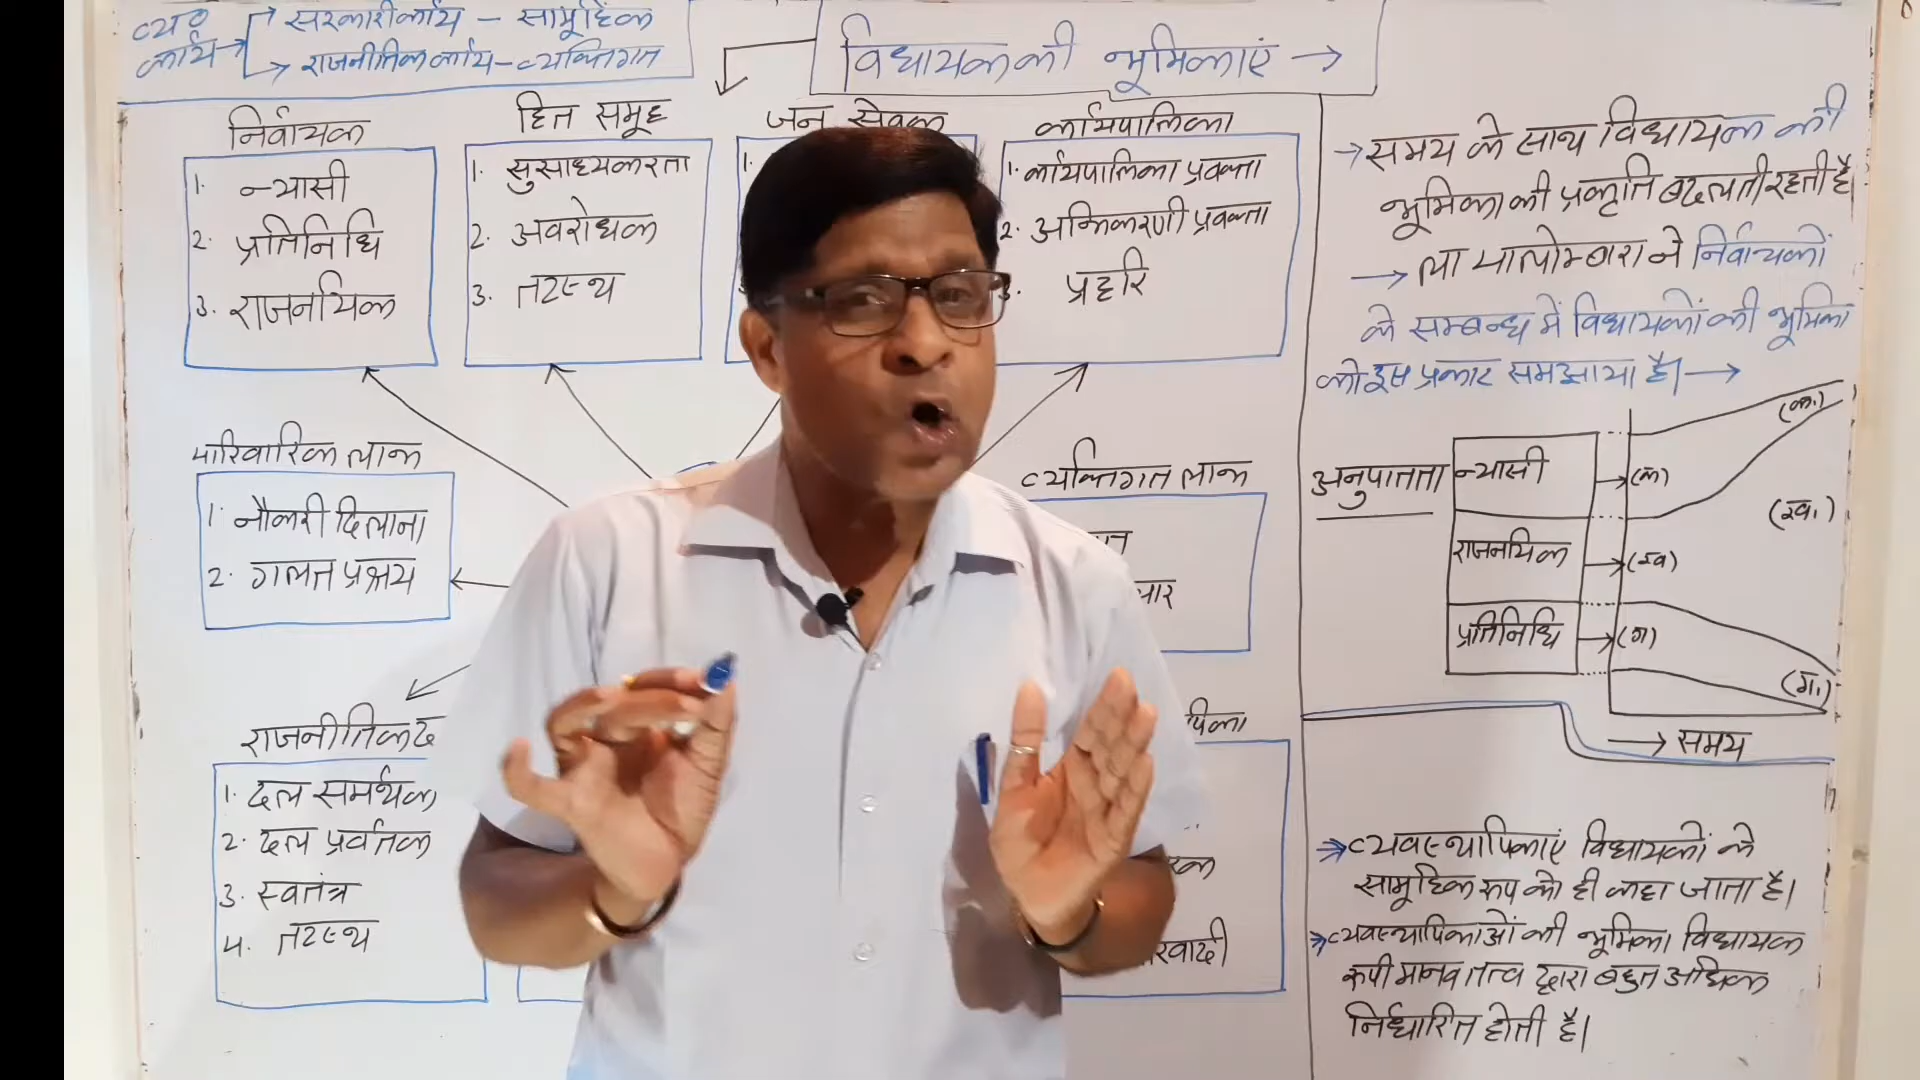 व्य०
कार्य → सरकारी कार्य – सामूहिक
→ राजनीतिक कार्य – व्यक्तिगत
विधायक की भूमिकाएं →
निर्वाचक
1. न्यासी
2. प्रतिनिधि
3. राजनयिक
हित समूह
1. सुसाध्यकरता
2. अवरोधक
3. तटस्थ
जन सेवक
1.
कार्यपालिका
1. कार्यपालिका प्रवक्ता
2. अभिकरणी प्रवक्ता
3. प्रहरि
पारिवारिक लाभ
1. नौकरी दिलाना
2. गलत प्रश्रय
व्यक्तिगत लाभ
राजनीतिक द
1. दल समर्थक
2. दल प्रर्वतक
3. स्वतंत्र
4. तटस्थ
→ समय के साथ विधायक की
भूमिका की प्रकृति बदलती रहती है।
→ ला पालोम्बारा ने निर्वाचकों
के सम्बन्ध में विधायकों की भूमिका
को इस प्रकार समझाया है। →
अनुपातता
न्यासी → (क)
राजनयिक → (ख)
प्रतिनिधि → (ग)
(क.)
(ख.)
(ग.)
→ समय
→ व्यवस्थापिकाएं विधायकों के
सामूहिक रूप को ही कहा जाता है।
→ व्यवस्थापिकाओं की भूमिका विधायक
रूपी मानव तत्व द्वारा बहुत अधिक
निर्धारित होती है।